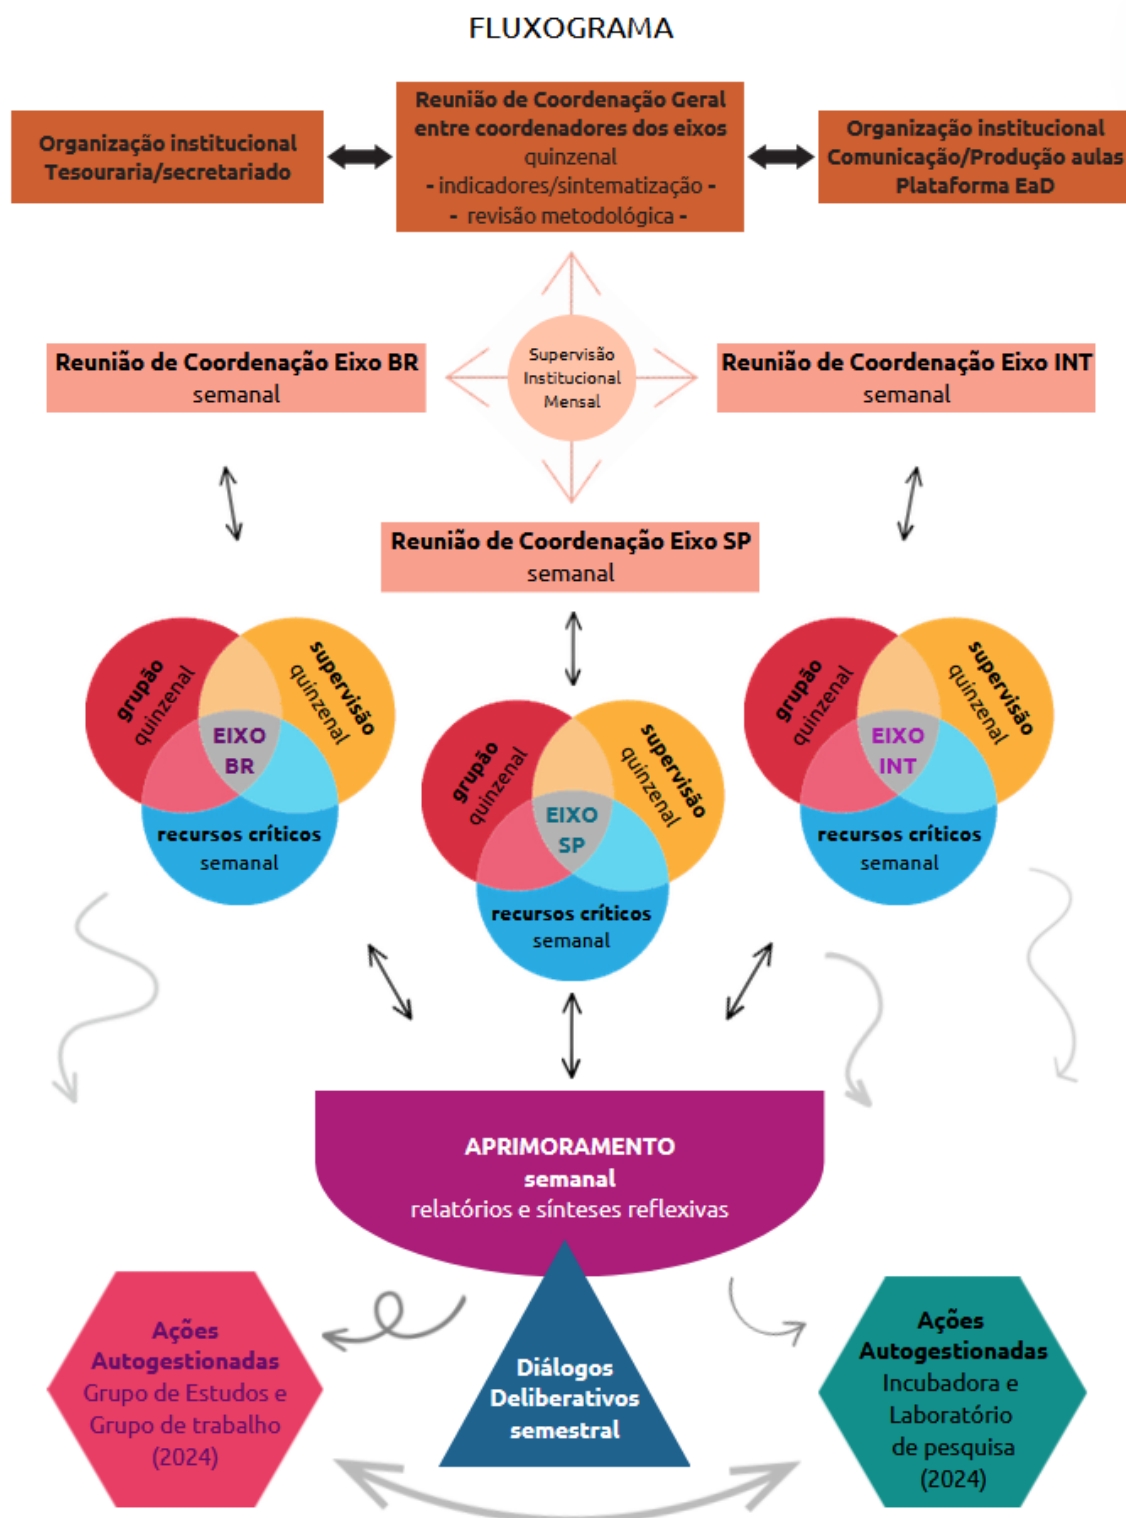 FLUXOGRAMA
Organização institucional
Tesouraria/secretariado
Reunião de Coordenação Geral
entre coordenadores dos eixos
quinzenal
- indicadores/sintematização -
- revisão metodológica -
Organização institucional
Comunicação/Produção aulas
Plataforma EaD
Reunião de Coordenação Eixo BR
semanal
Supervisão
Institucional
Mensal
Reunião de Coordenação Eixo INT
semanal
Reunião de Coordenação Eixo SP
semanal
grupão
quinzenal
supervisão
quinzenal
EIXO
BR
recursos críticos
semanal
grupão
quinzenal
supervisão
quinzenal
EIXO
SP
recursos críticos
semanal
grupão
quinzenal
supervisão
quinzenal
EIXO
INT
recursos críticos
semanal
APRIMORAMENTO
semanal
relatórios e sínteses reflexivas
Ações
Autogestionadas
Grupo de Estudos e
Grupo de trabalho
(2024)
Diálogos
Deliberativos
semestral
Ações
Autogestionadas
Incubadora e
Laboratório
de pesquisa
(2024)